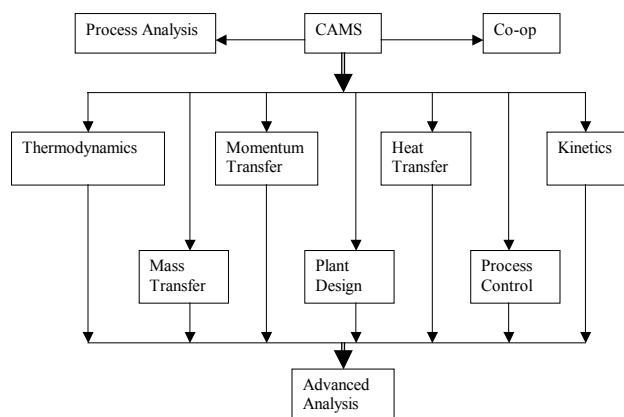 Process Analysis
CAMS
Co-op
Thermodynamics
Momentum
Transfer
Heat
Transfer
Kinetics
Mass
Transfer
Plant
Design
Process
Control
Advanced
Analysis